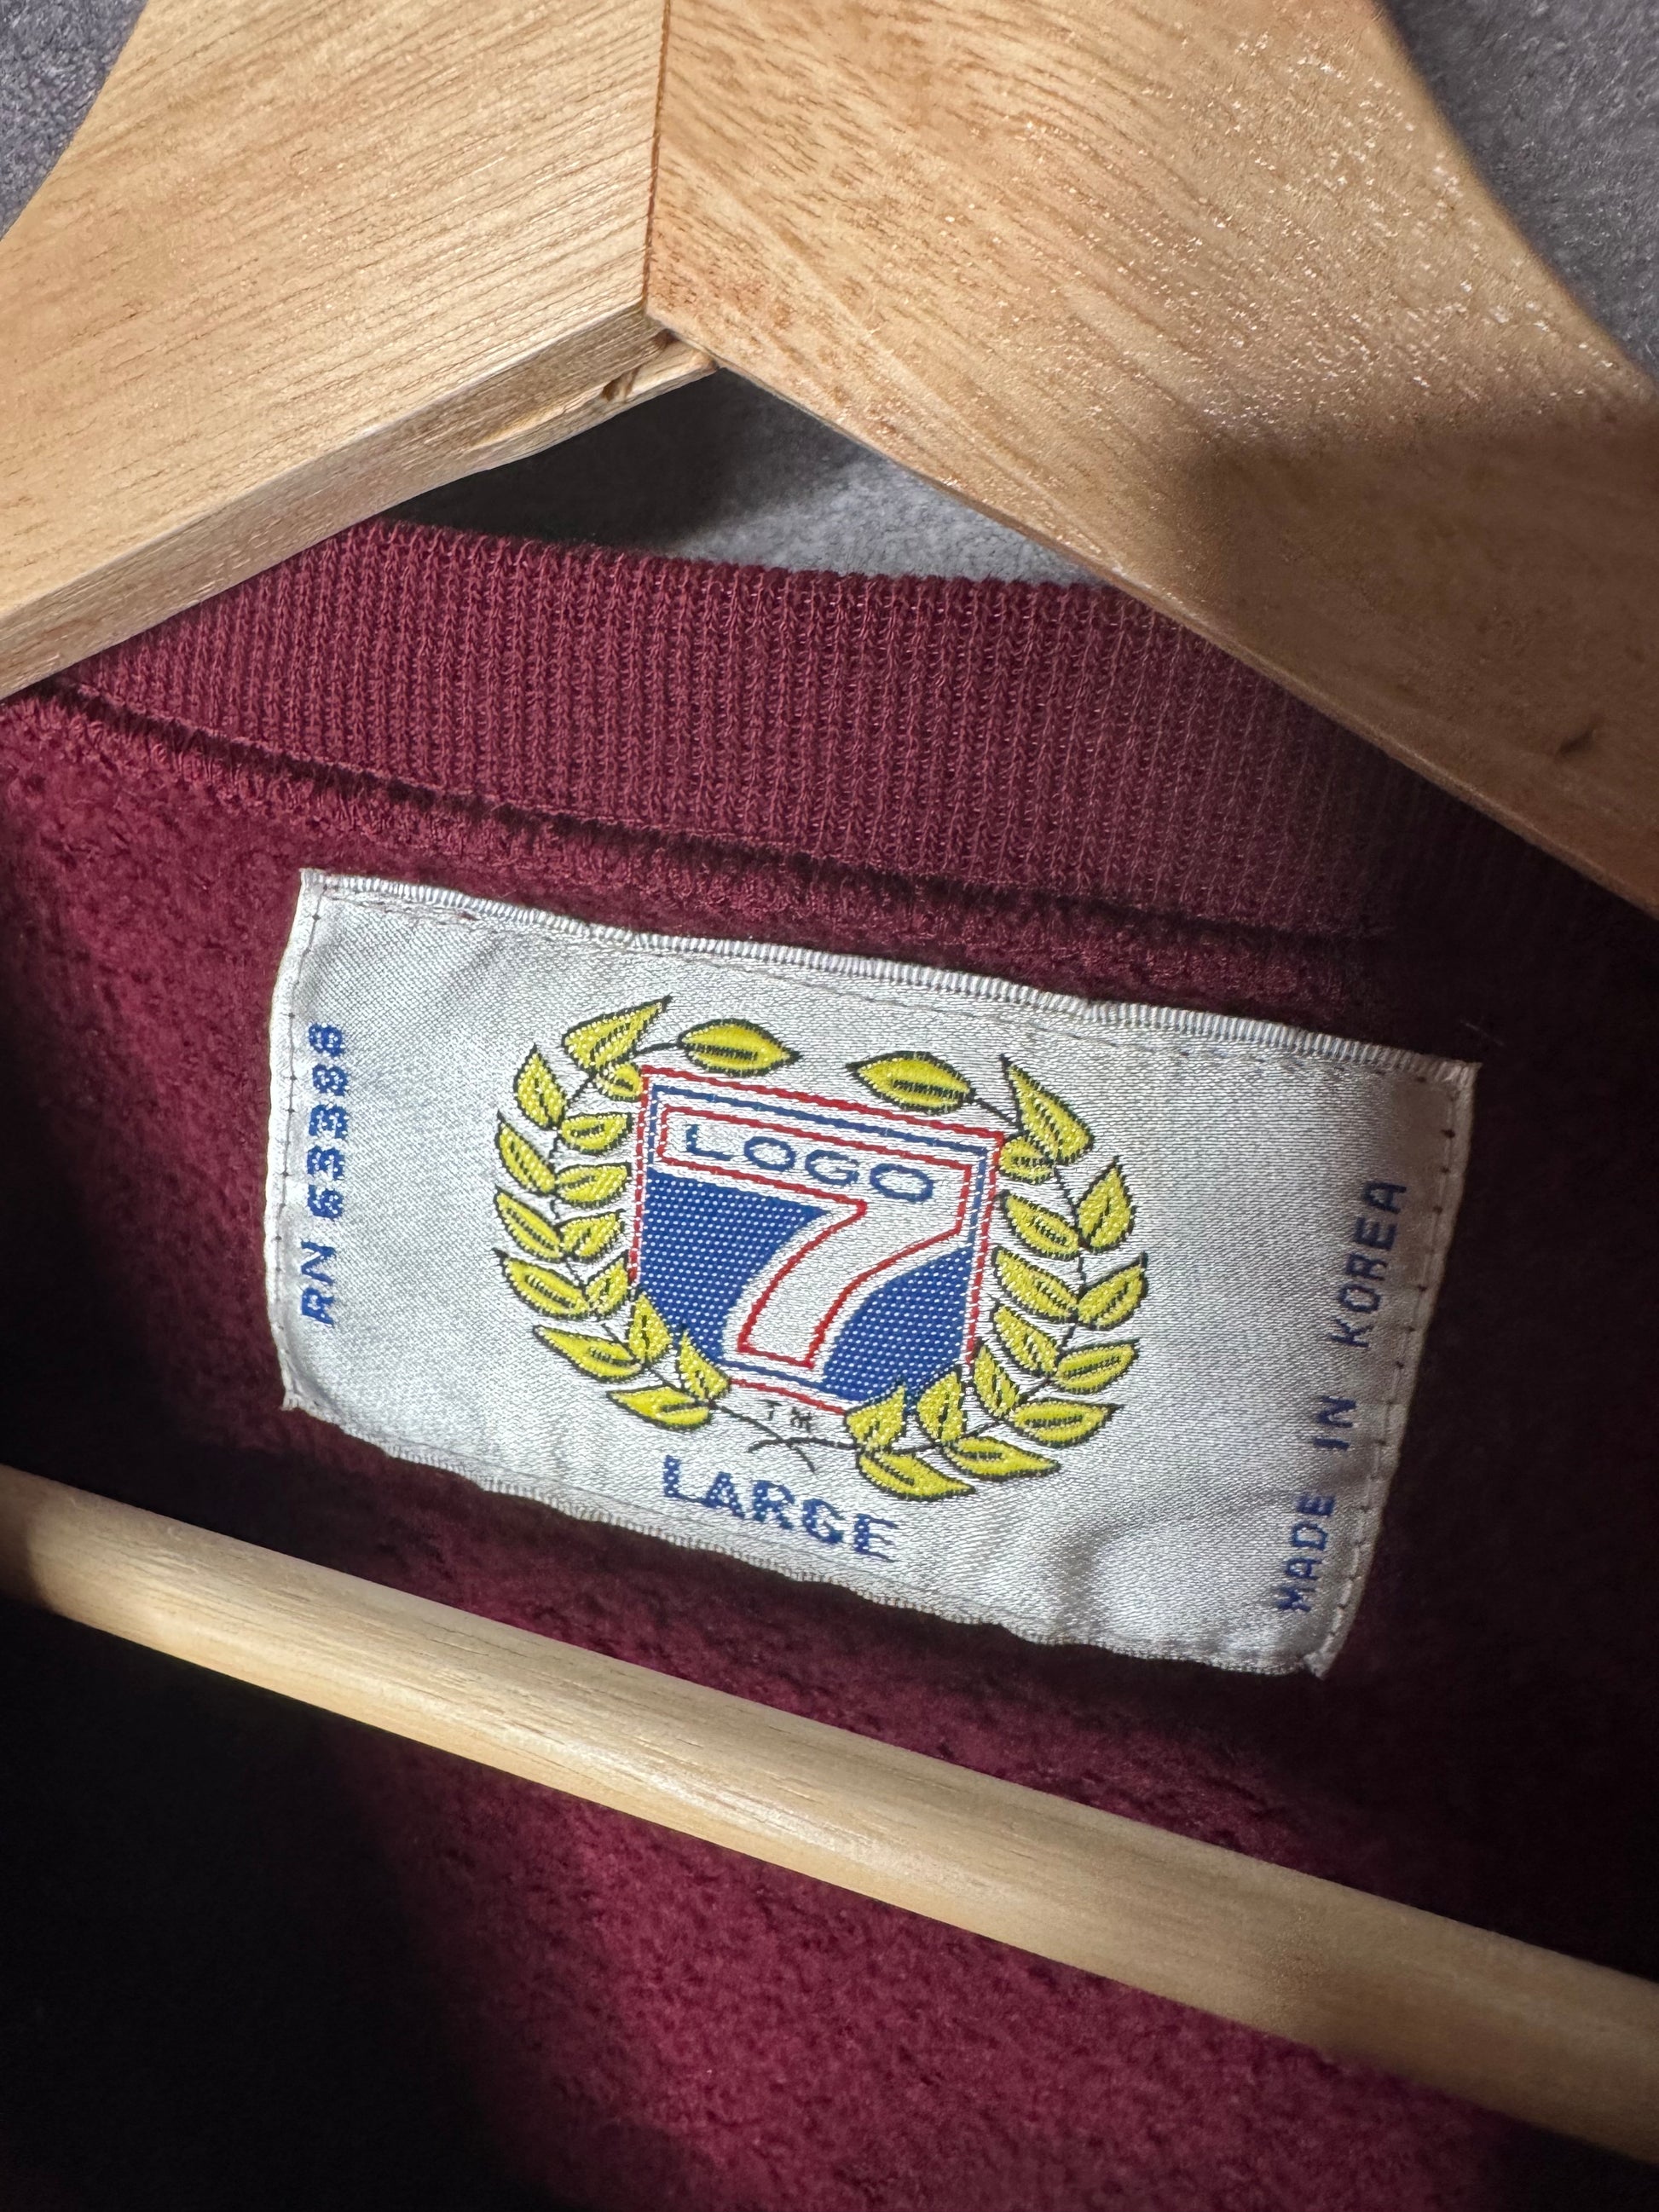 RN 63388
LOGO
7
TM
LARGE
MADE IN KOREA